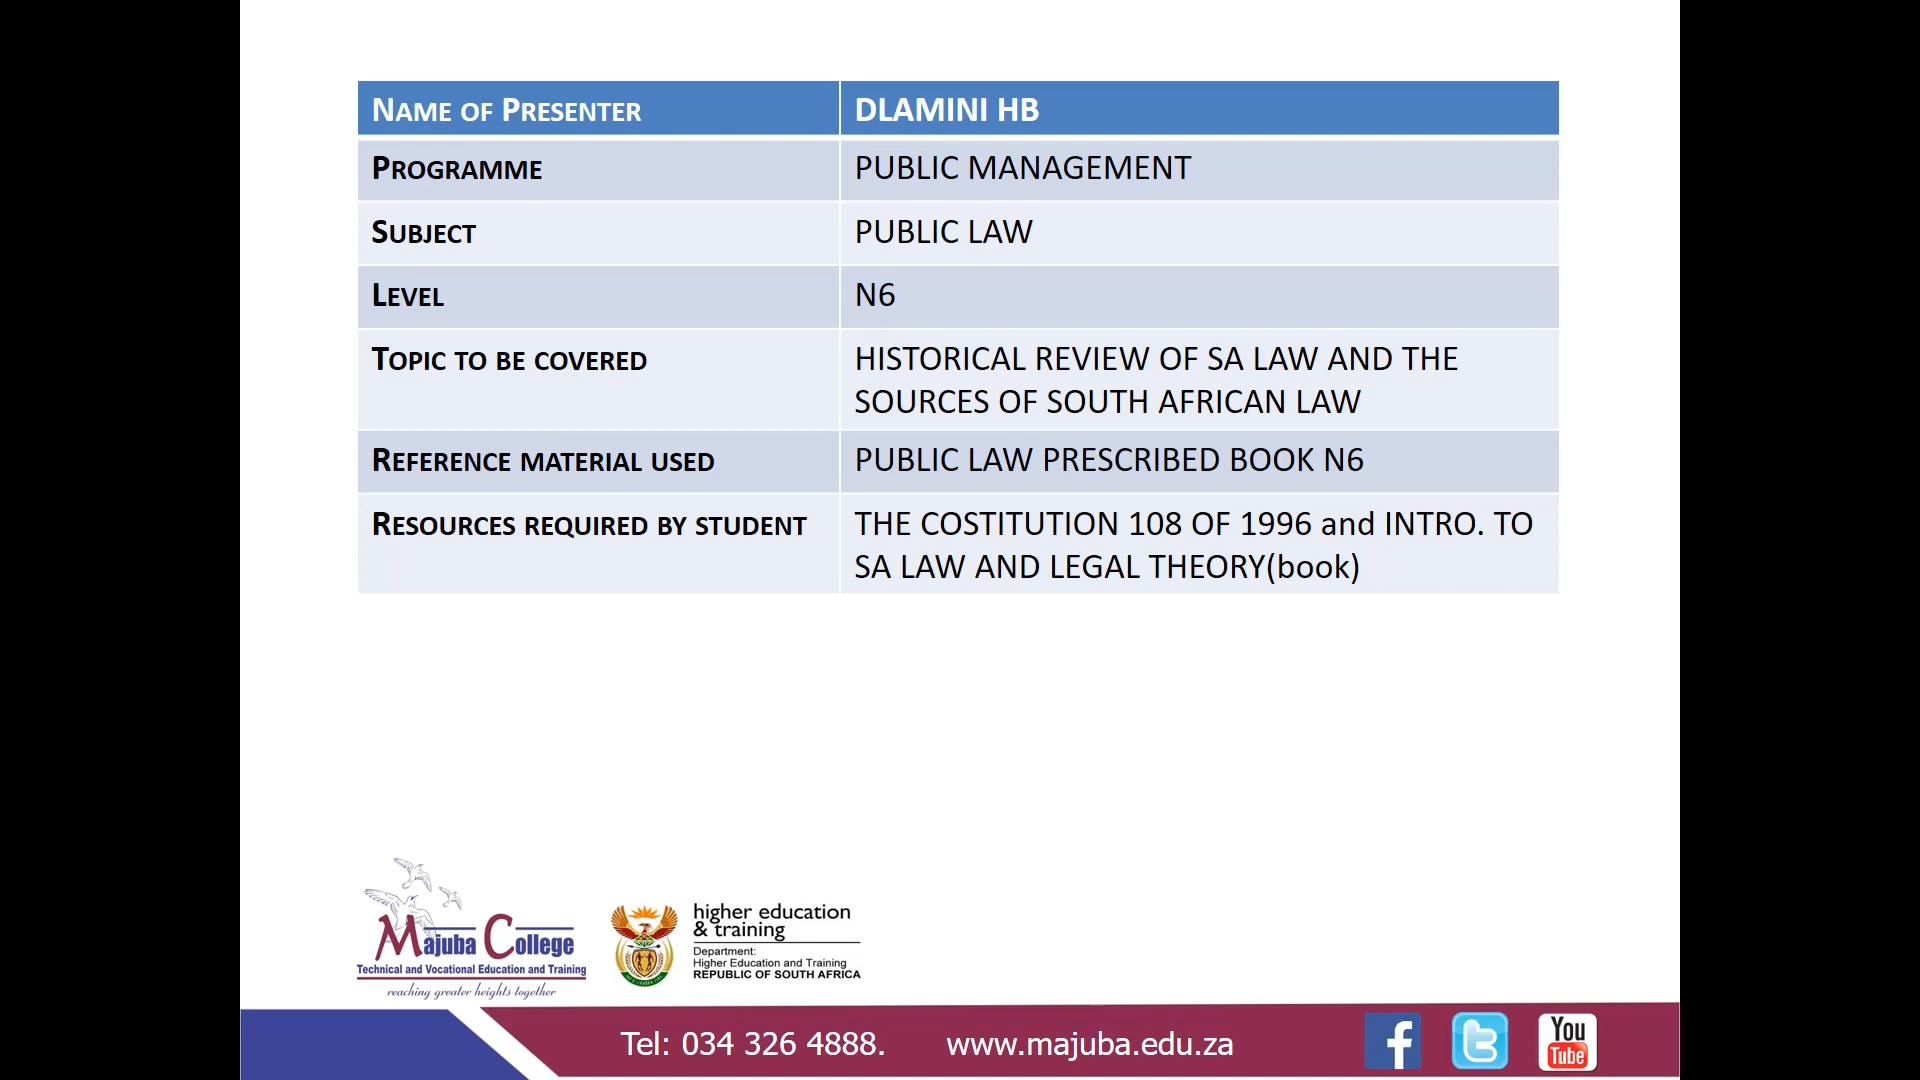 NAME OF PRESENTER
DLAMINI HB
PROGRAMME
PUBLIC MANAGEMENT
SUBJECT
PUBLIC LAW
LEVEL
N6
TOPIC TO BE COVERED
HISTORICAL REVIEW OF SA LAW AND THE
SOURCES OF SOUTH AFRICAN LAW
REFERENCE MATERIAL USED
PUBLIC LAW PRESCRIBED BOOK N6
RESOURCES REQUIRED BY STUDENT
THE COSTITUTION 108 OF 1996 and INTRO. TO
SA LAW AND LEGAL THEORY(book)
Majuba College
Technical and Vocational Education and Training
reaching greater heights together
higher education
& training
Department:
Higher Education and Training
REPUBLIC OF SOUTH AFRICA
Tel: 034 326 4888.
www.majuba.edu.za
f
t
You
Tube